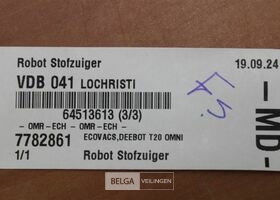 Robot Stofzuiger 19.09.24
VDB 041 LOCHRISTI
64513613 (3/3)
- OMR-ECH - - OMR-ECH -
7782861 ECOVACS,DEEBOT T20 OMNI
1/1 Robot Stofzuiger
- MD-
BELGA VEILINGEN